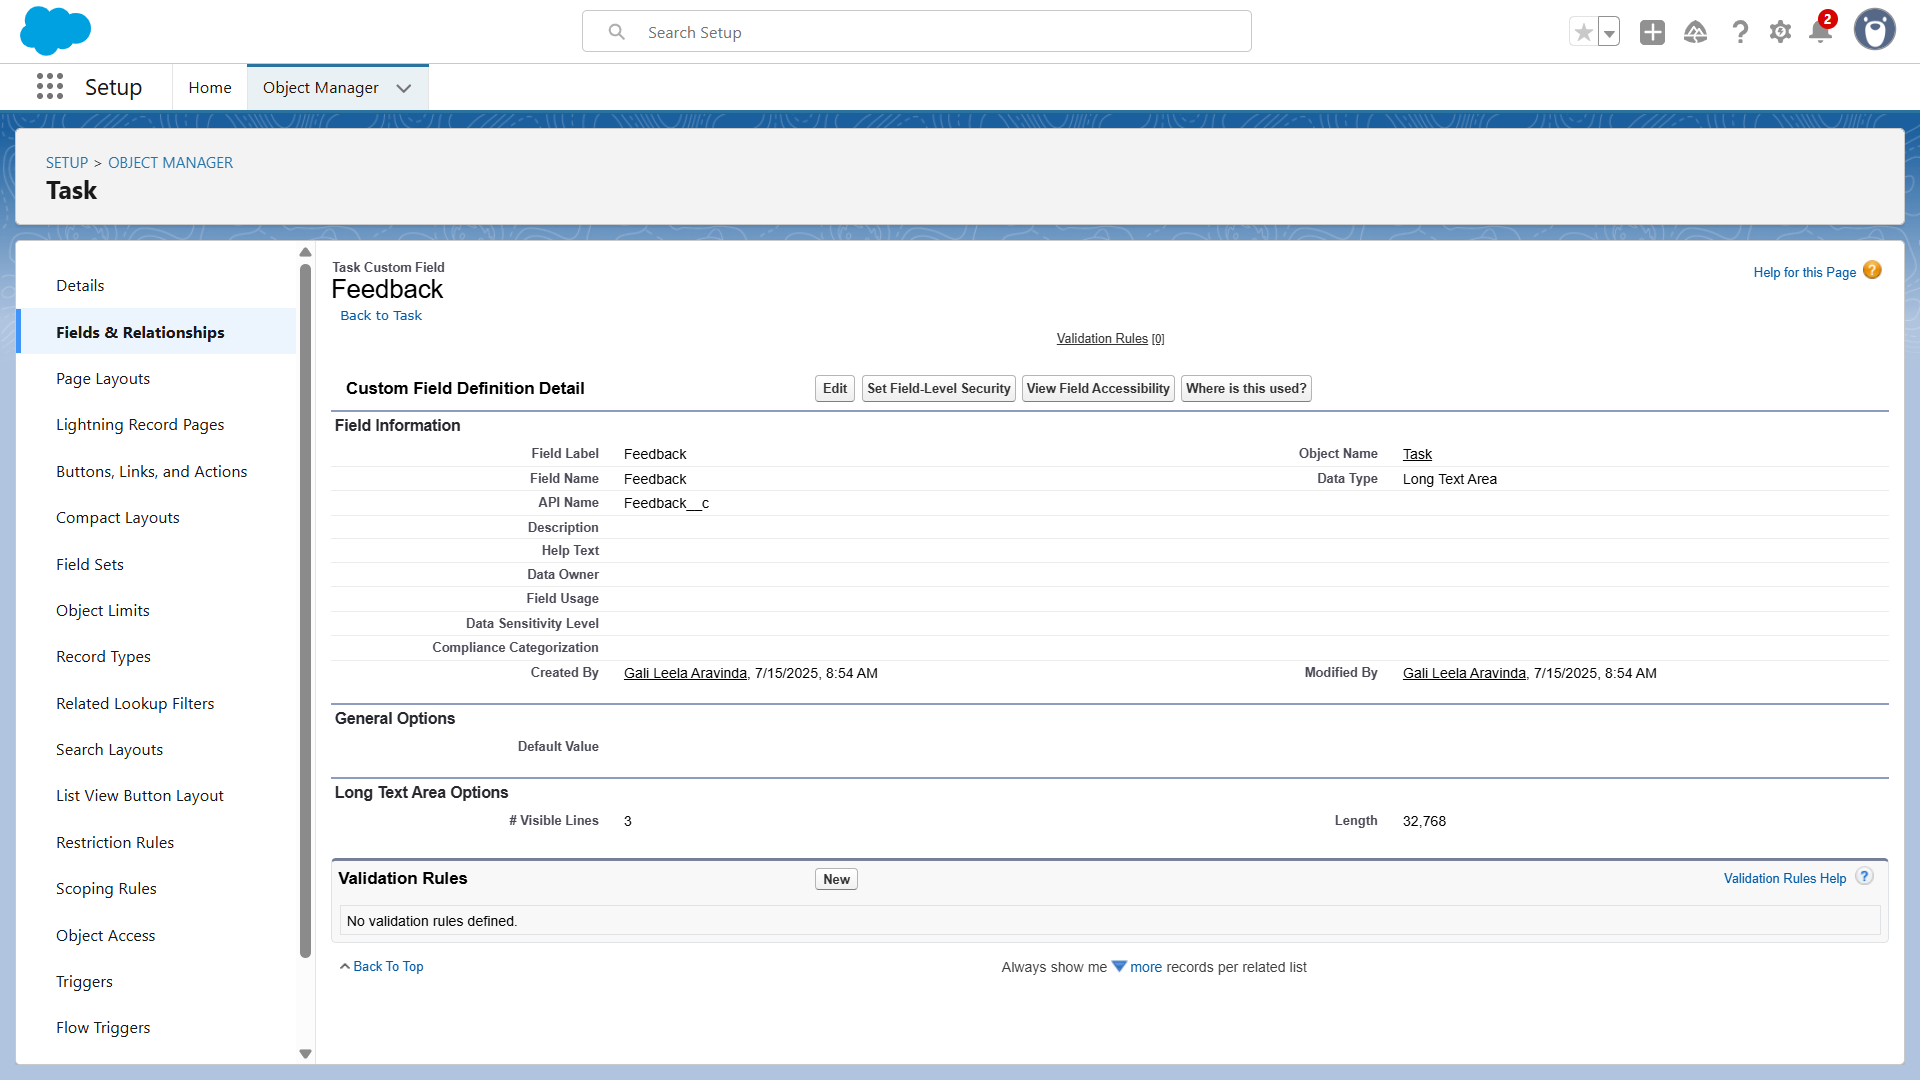 Search Setup
2
Setup
Home
Object Manager
SETUP > OBJECT MANAGER
Task
Details
Fields & Relationships
Page Layouts
Lightning Record Pages
Buttons, Links, and Actions
Compact Layouts
Field Sets
Object Limits
Record Types
Related Lookup Filters
Search Layouts
List View Button Layout
Restriction Rules
Scoping Rules
Object Access
Triggers
Flow Triggers
Task Custom Field
Feedback
Back to Task
Help for this Page ?
Validation Rules [0]
Custom Field Definition Detail
Edit
Set Field-Level Security
View Field Accessibility
Where is this used?
Field Information
Field Label Feedback Object Name Task
Field Name Feedback Data Type Long Text Area
API Name Feedback__c
Description
Help Text
Data Owner
Field Usage
Data Sensitivity Level
Compliance Categorization
Created By Gali Leela Aravinda, 7/15/2025, 8:54 AM Modified By Gali Leela Aravinda, 7/15/2025, 8:54 AM
General Options
Default Value
Long Text Area Options
# Visible Lines 3 Length 32,768
Validation Rules New Validation Rules Help ?
No validation rules defined.
Back To Top Always show me more records per related list